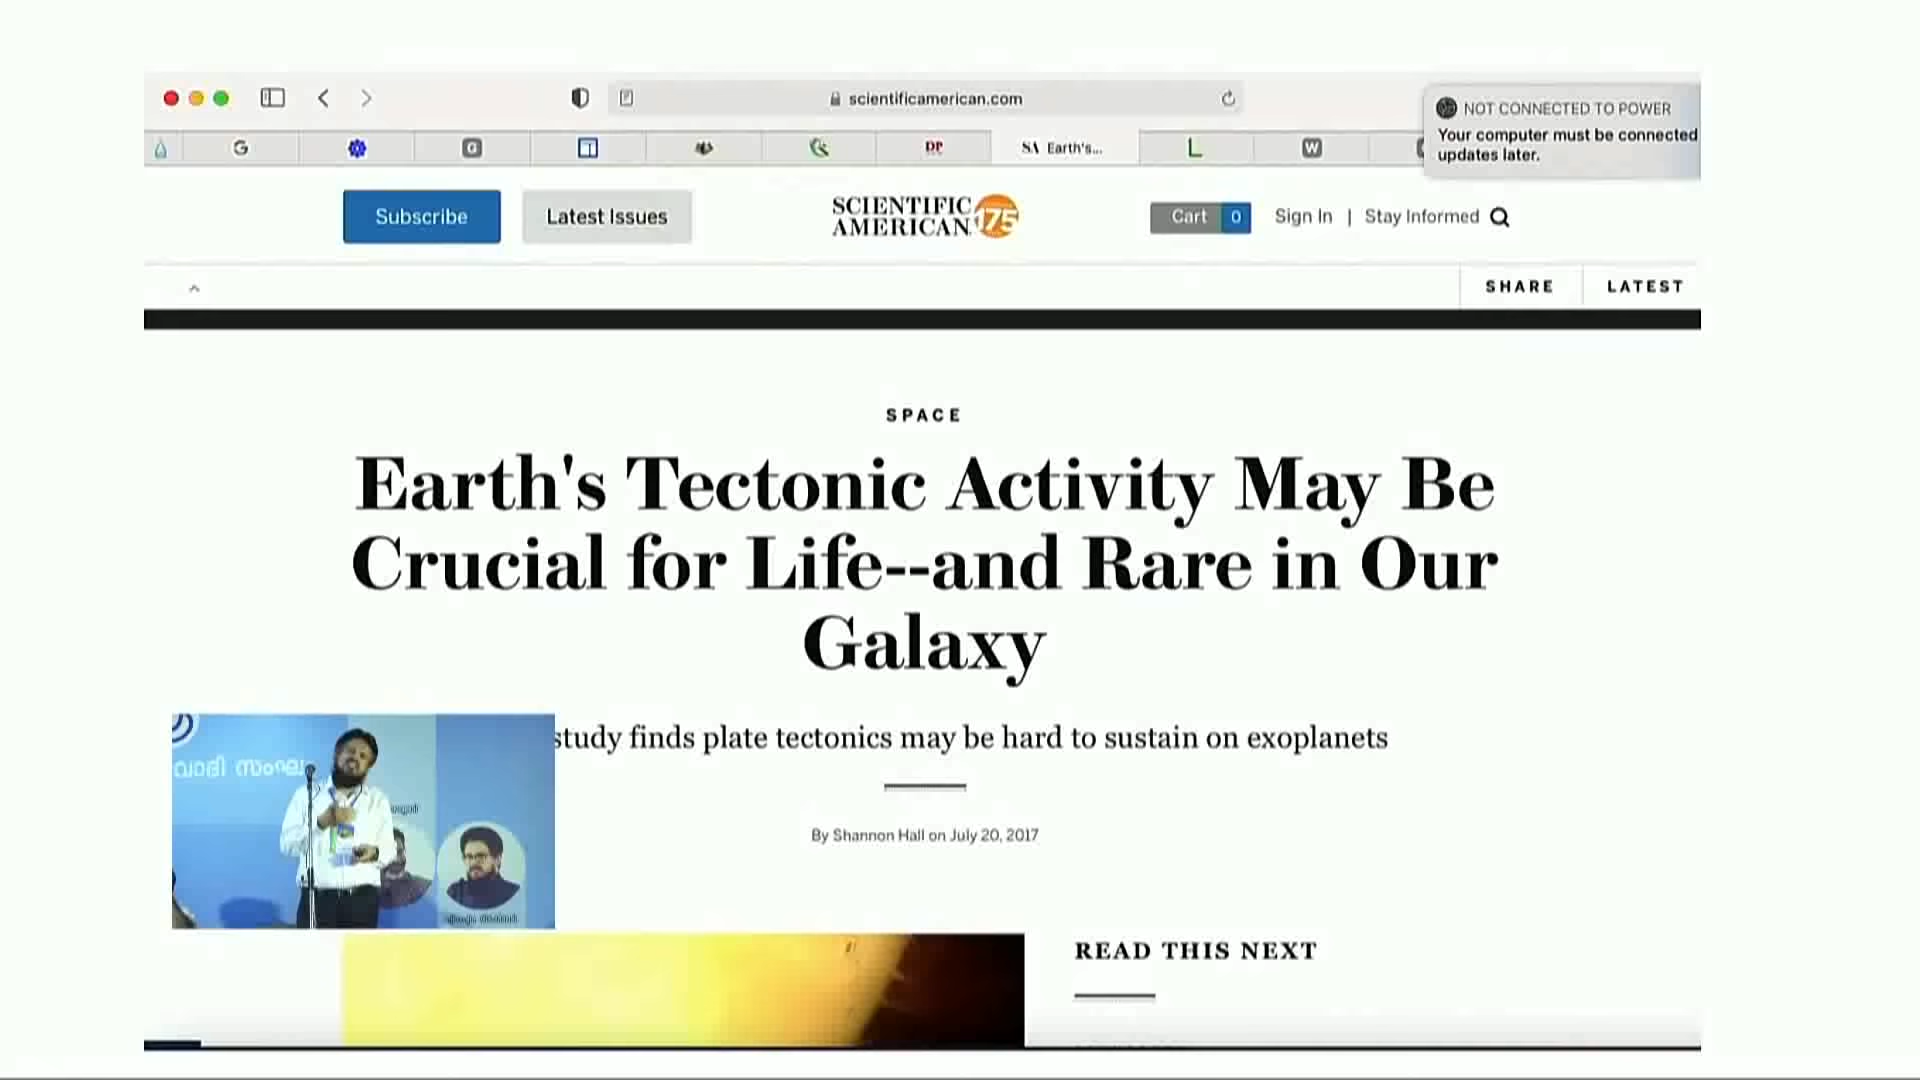 scientificamerican.com
NOT CONNECTED TO POWER
Your computer must be connected
updates later.
G
G
DP
SA Earth's...
L
W
Subscribe
Latest Issues
SCIENTIFIC
AMERICAN
175
Cart 0
Sign In | Stay Informed
SHARE
LATEST
SPACE
Earth's Tectonic Activity May Be
Crucial for Life--and Rare in Our
Galaxy
study finds plate tectonics may be hard to sustain on exoplanets
വാദി സംഘ
By Shannon Hall on July 20, 2017
READ THIS NEXT